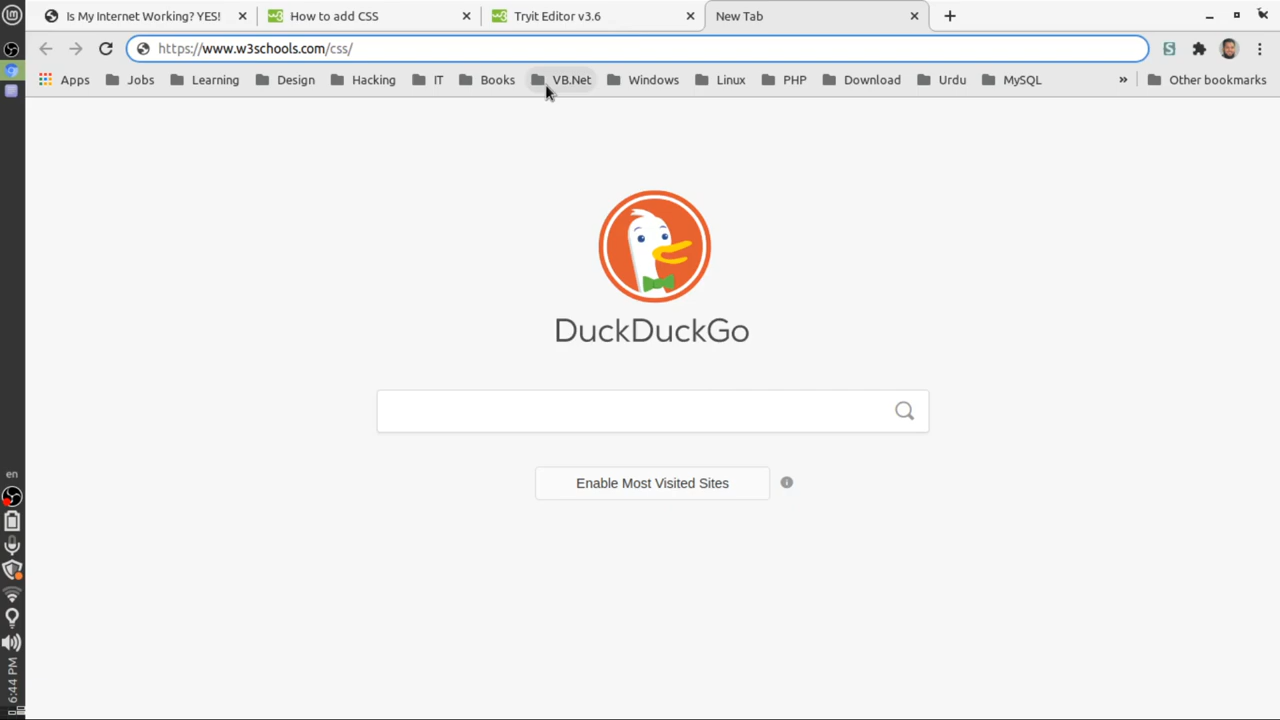 Is My Internet Working? YES!
How to add CSS
Tryit Editor v3.6
New Tab
https://www.w3schools.com/css/
Apps
Jobs
Learning
Design
Hacking
IT
Books
VB.Net
Windows
Linux
PHP
Download
Urdu
MySQL
»
Other bookmarks
DuckDuckGo
Enable Most Visited Sites
en
6:44 PM